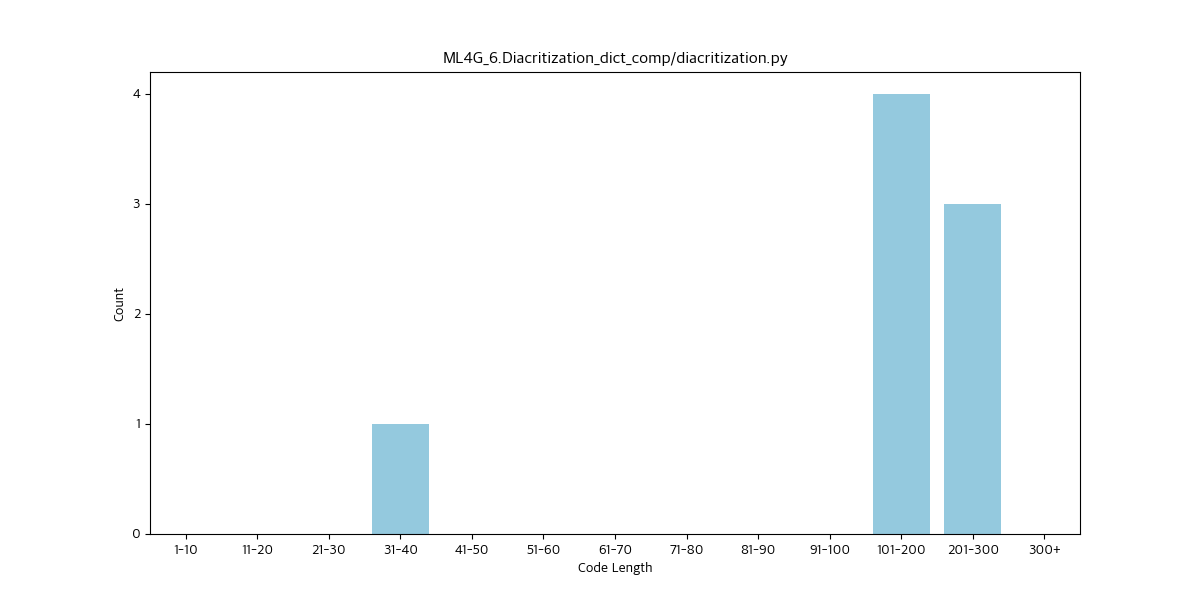 ML4G_6.Diacritization_dict_comp/diacritization.py
4
3
2
1
0
Count
1-10 11-20 21-30 31-40 41-50 51-60 61-70 71-80 81-90 91-100 101-200 201-300 300+
Code Length